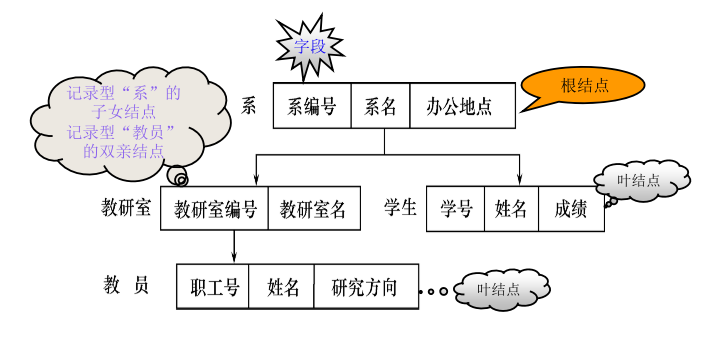 字段
记录型“系”的
子女结点
记录型“教员”
的双亲结点
系 系编号 系名 办公地点
根结点
教研室 教研室编号 教研室名
学生 学号 姓名 成绩
叶结点
教 员 职工号 姓名 研究方向
叶结点